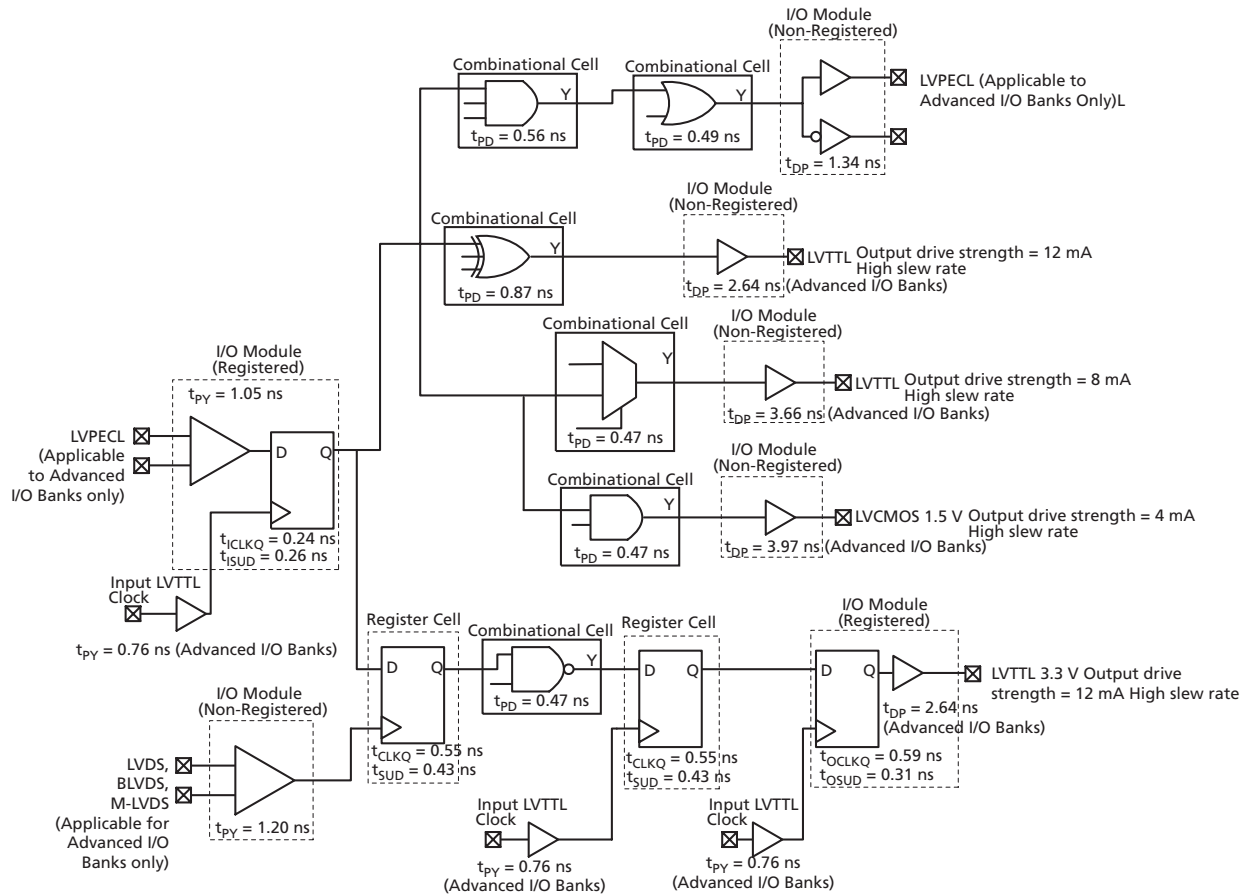 I/O Module
(Non-Registered)
Combinational Cell
Combinational Cell
Y
Y
LVPECL (Applicable to
Advanced I/O Banks Only)L
tPD = 0.56 ns
tPD = 0.49 ns
tDP = 1.34 ns
I/O Module
(Non-Registered)
Combinational Cell
Y
LVTTL Output drive strength = 12 mA
High slew rate
tPD = 0.87 ns
tDP = 2.64 ns (Advanced I/O Banks)
I/O Module
(Non-Registered)
Combinational Cell
Y
LVTTL Output drive strength = 8 mA
High slew rate
tPD = 0.47 ns
tDP = 3.66 ns (Advanced I/O Banks)
I/O Module
(Registered)
tPY = 1.05 ns
LVPECL
(Applicable
to Advanced
I/O Banks only)
D Q
tICLKQ = 0.24 ns
tISUD = 0.26 ns
I/O Module
(Non-Registered)
Combinational Cell
Y
LVCMOS 1.5 V Output drive strength = 4 mA
High slew rate
tPD = 0.47 ns
tDP = 3.97 ns (Advanced I/O Banks)
Input LVTTL
Clock
tPY = 0.76 ns (Advanced I/O Banks)
Register Cell
D Q
tCLKQ = 0.55 ns
tSUD = 0.43 ns
Combinational Cell
Y
tPD = 0.47 ns
Register Cell
D Q
tCLKQ = 0.55 ns
tSUD = 0.43 ns
I/O Module
(Registered)
D Q
LVTTL 3.3 V Output drive
strength = 12 mA High slew rate
tDP = 2.64 ns
(Advanced I/O Banks)
tOCLKQ = 0.59 ns
tOSUD = 0.31 ns
I/O Module
(Non-Registered)
LVDS,
BLVDS,
M-LVDS
(Applicable for
Advanced I/O
Banks only)
tPY = 1.20 ns
Input LVTTL
Clock
tPY = 0.76 ns
(Advanced I/O Banks)
Input LVTTL
Clock
tPY = 0.76 ns
(Advanced I/O Banks)